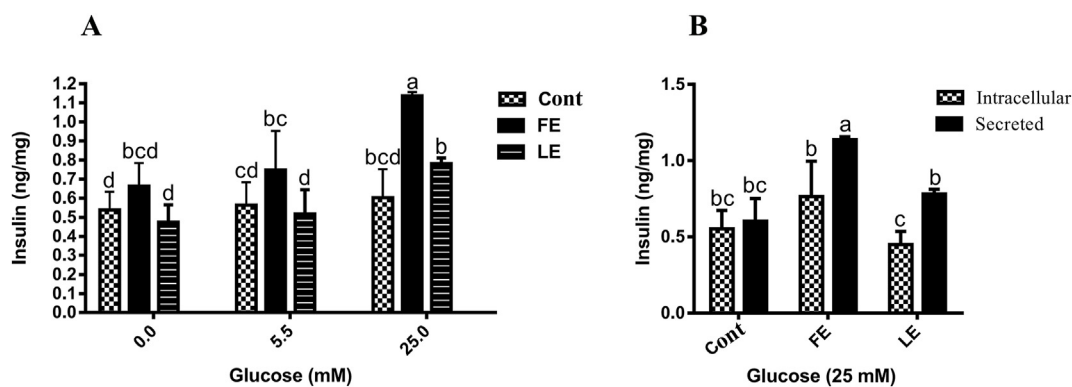 A
Insulin (ng/mg)
1.2
1.1
1.0
0.9
0.8
0.7
0.6
0.5
0.4
0.3
0.2
0.1
0.0
d bcd d
cd bc d
bcd a b
0.0 5.5 25.0
Glucose (mM)
Cont
FE
LE
B
Insulin (ng/mg)
1.5
1.0
0.5
0.0
bc bc
b a
c b
Cont FE LE
Glucose (25 mM)
Intracellular
Secreted